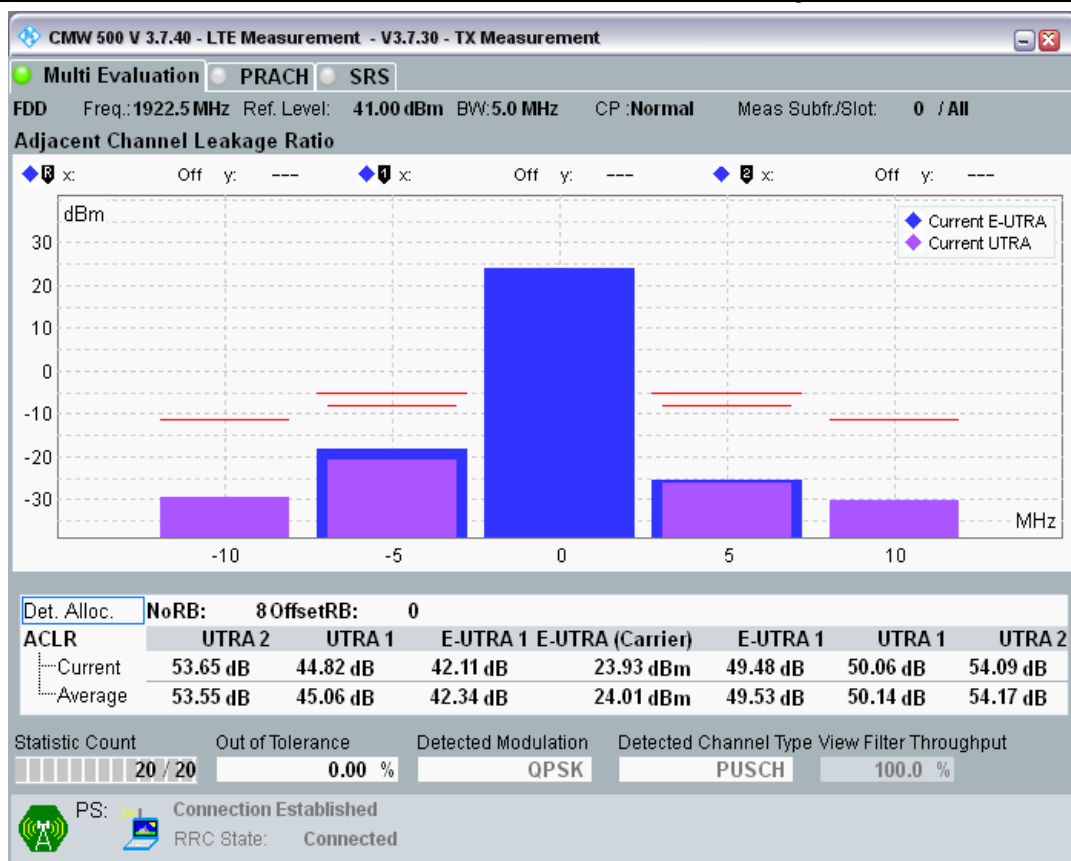 CMW 500 V 3.7.40 - LTE Measurement - V3.7.30 - TX Measurement
Multi Evaluation PRACH SRS
FDD Freq.: 1922.5 MHz Ref. Level: 41.00 dBm BW: 5.0 MHz CP : Normal Meas Subfr./Slot: 0 / All
Adjacent Channel Leakage Ratio
R x: Off y: --- 1 x: Off y: --- 2 x: Off y: ---
dBm
Current E-UTRA
Current UTRA
30
20
10
0
-10
-20
-30
MHz
-10 -5 0 5 10
Det. Alloc. NoRB: 8 OffsetRB: 0
ACLR UTRA 2 UTRA 1 E-UTRA 1 E-UTRA (Carrier) E-UTRA 1 UTRA 1 UTRA 2
Current 53.65 dB 44.82 dB 42.11 dB 23.93 dBm 49.48 dB 50.06 dB 54.09 dB
Average 53.55 dB 45.06 dB 42.34 dB 24.01 dBm 49.53 dB 50.14 dB 54.17 dB
Statistic Count Out of Tolerance Detected Modulation Detected Channel Type View Filter Throughput
20 / 20 0.00 % QPSK PUSCH 100.0 %
PS: Connection Established
RRC State: Connected